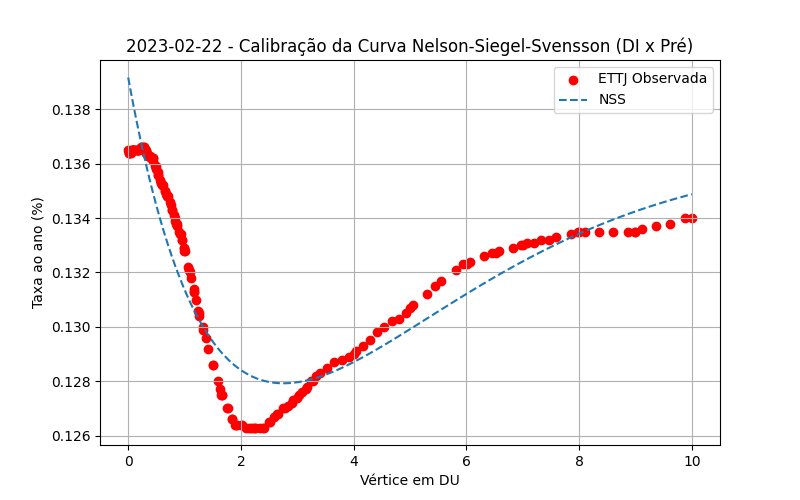 2023-02-22 - Calibração da Curva Nelson-Siegel-Svensson (DI x Pré)
ETTJ Observada
NSS
Taxa ao ano (%)
0.138
0.136
0.134
0.132
0.130
0.128
0.126
0 2 4 6 8 10
Vértice em DU